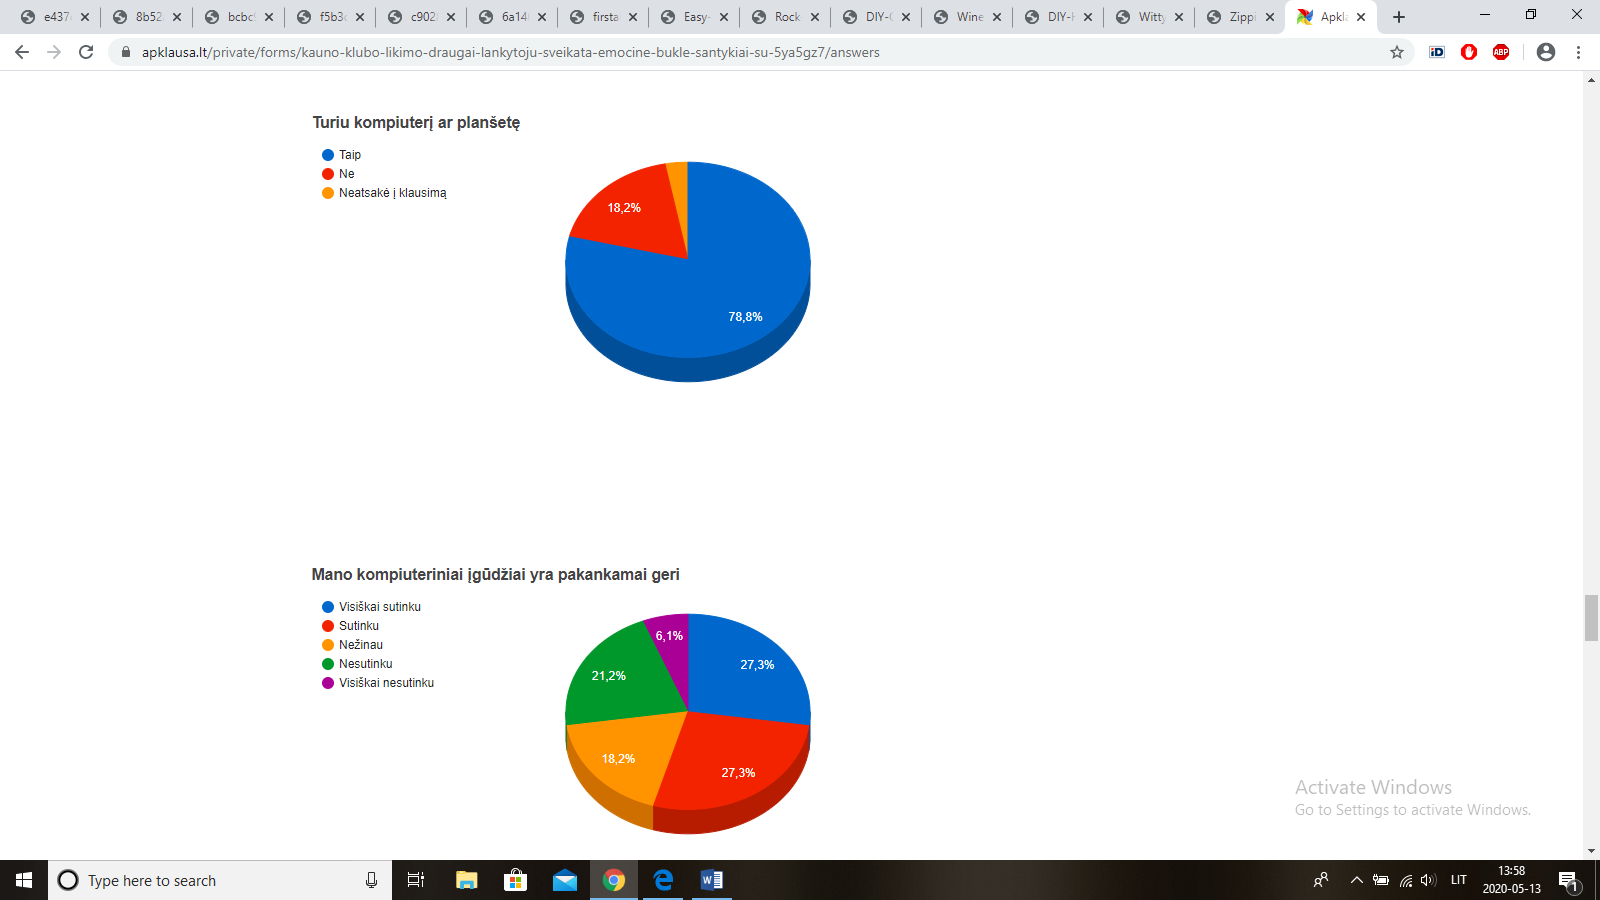 e437
8b52
bcbc
f5b3
c902
6a14
firsta
Easy-
Rock
DIY-
Wine
DIY-
Witty
Zippi
Apkla
apklausa.lt/private/forms/kauno-klubo-likimo-draugai-lankytoju-sveikata-emocine-bukle-santykiai-su-5ya5gz7/answers
iD
ABP
Turiu kompiuterį ar planšetę
Taip
Ne
Neatsakė į klausimą
18,2%
78,8%
Mano kompiuteriniai įgūdžiai yra pakankamai geri
Visiškai sutinku
Sutinku
Nežinau
Nesutinku
Visiškai nesutinku
6,1%
27,3%
21,2%
18,2%
27,3%
Activate Windows
Go to Settings to activate Windows.
Type here to search
LIT
13:58
2020-05-13
1